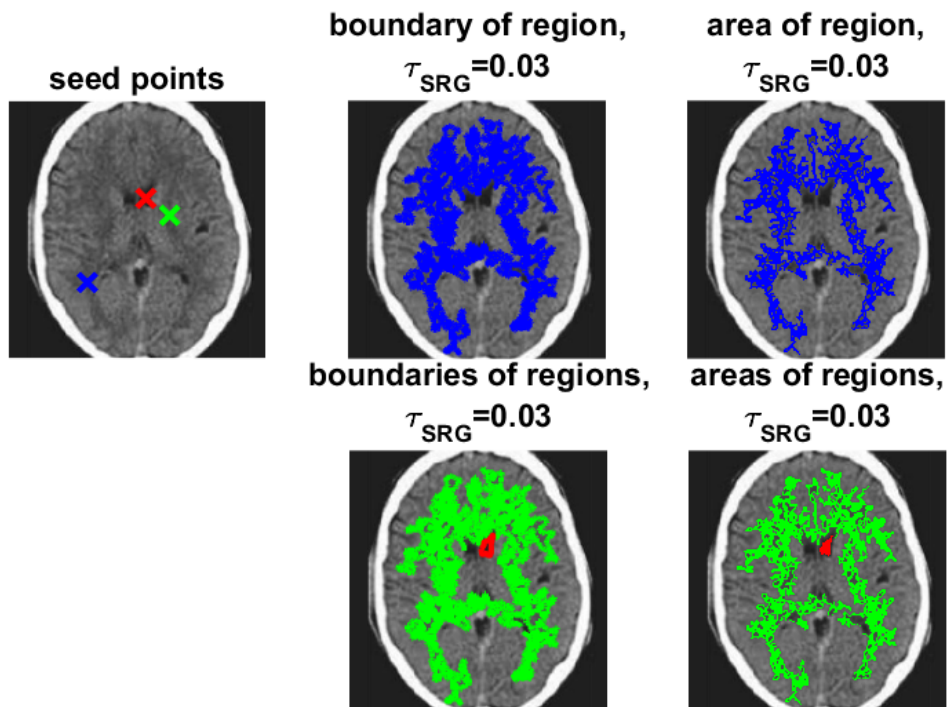 seed points
boundary of region,
τSRG=0.03
area of region,
τSRG=0.03
boundaries of regions,
τSRG=0.03
areas of regions,
τSRG=0.03